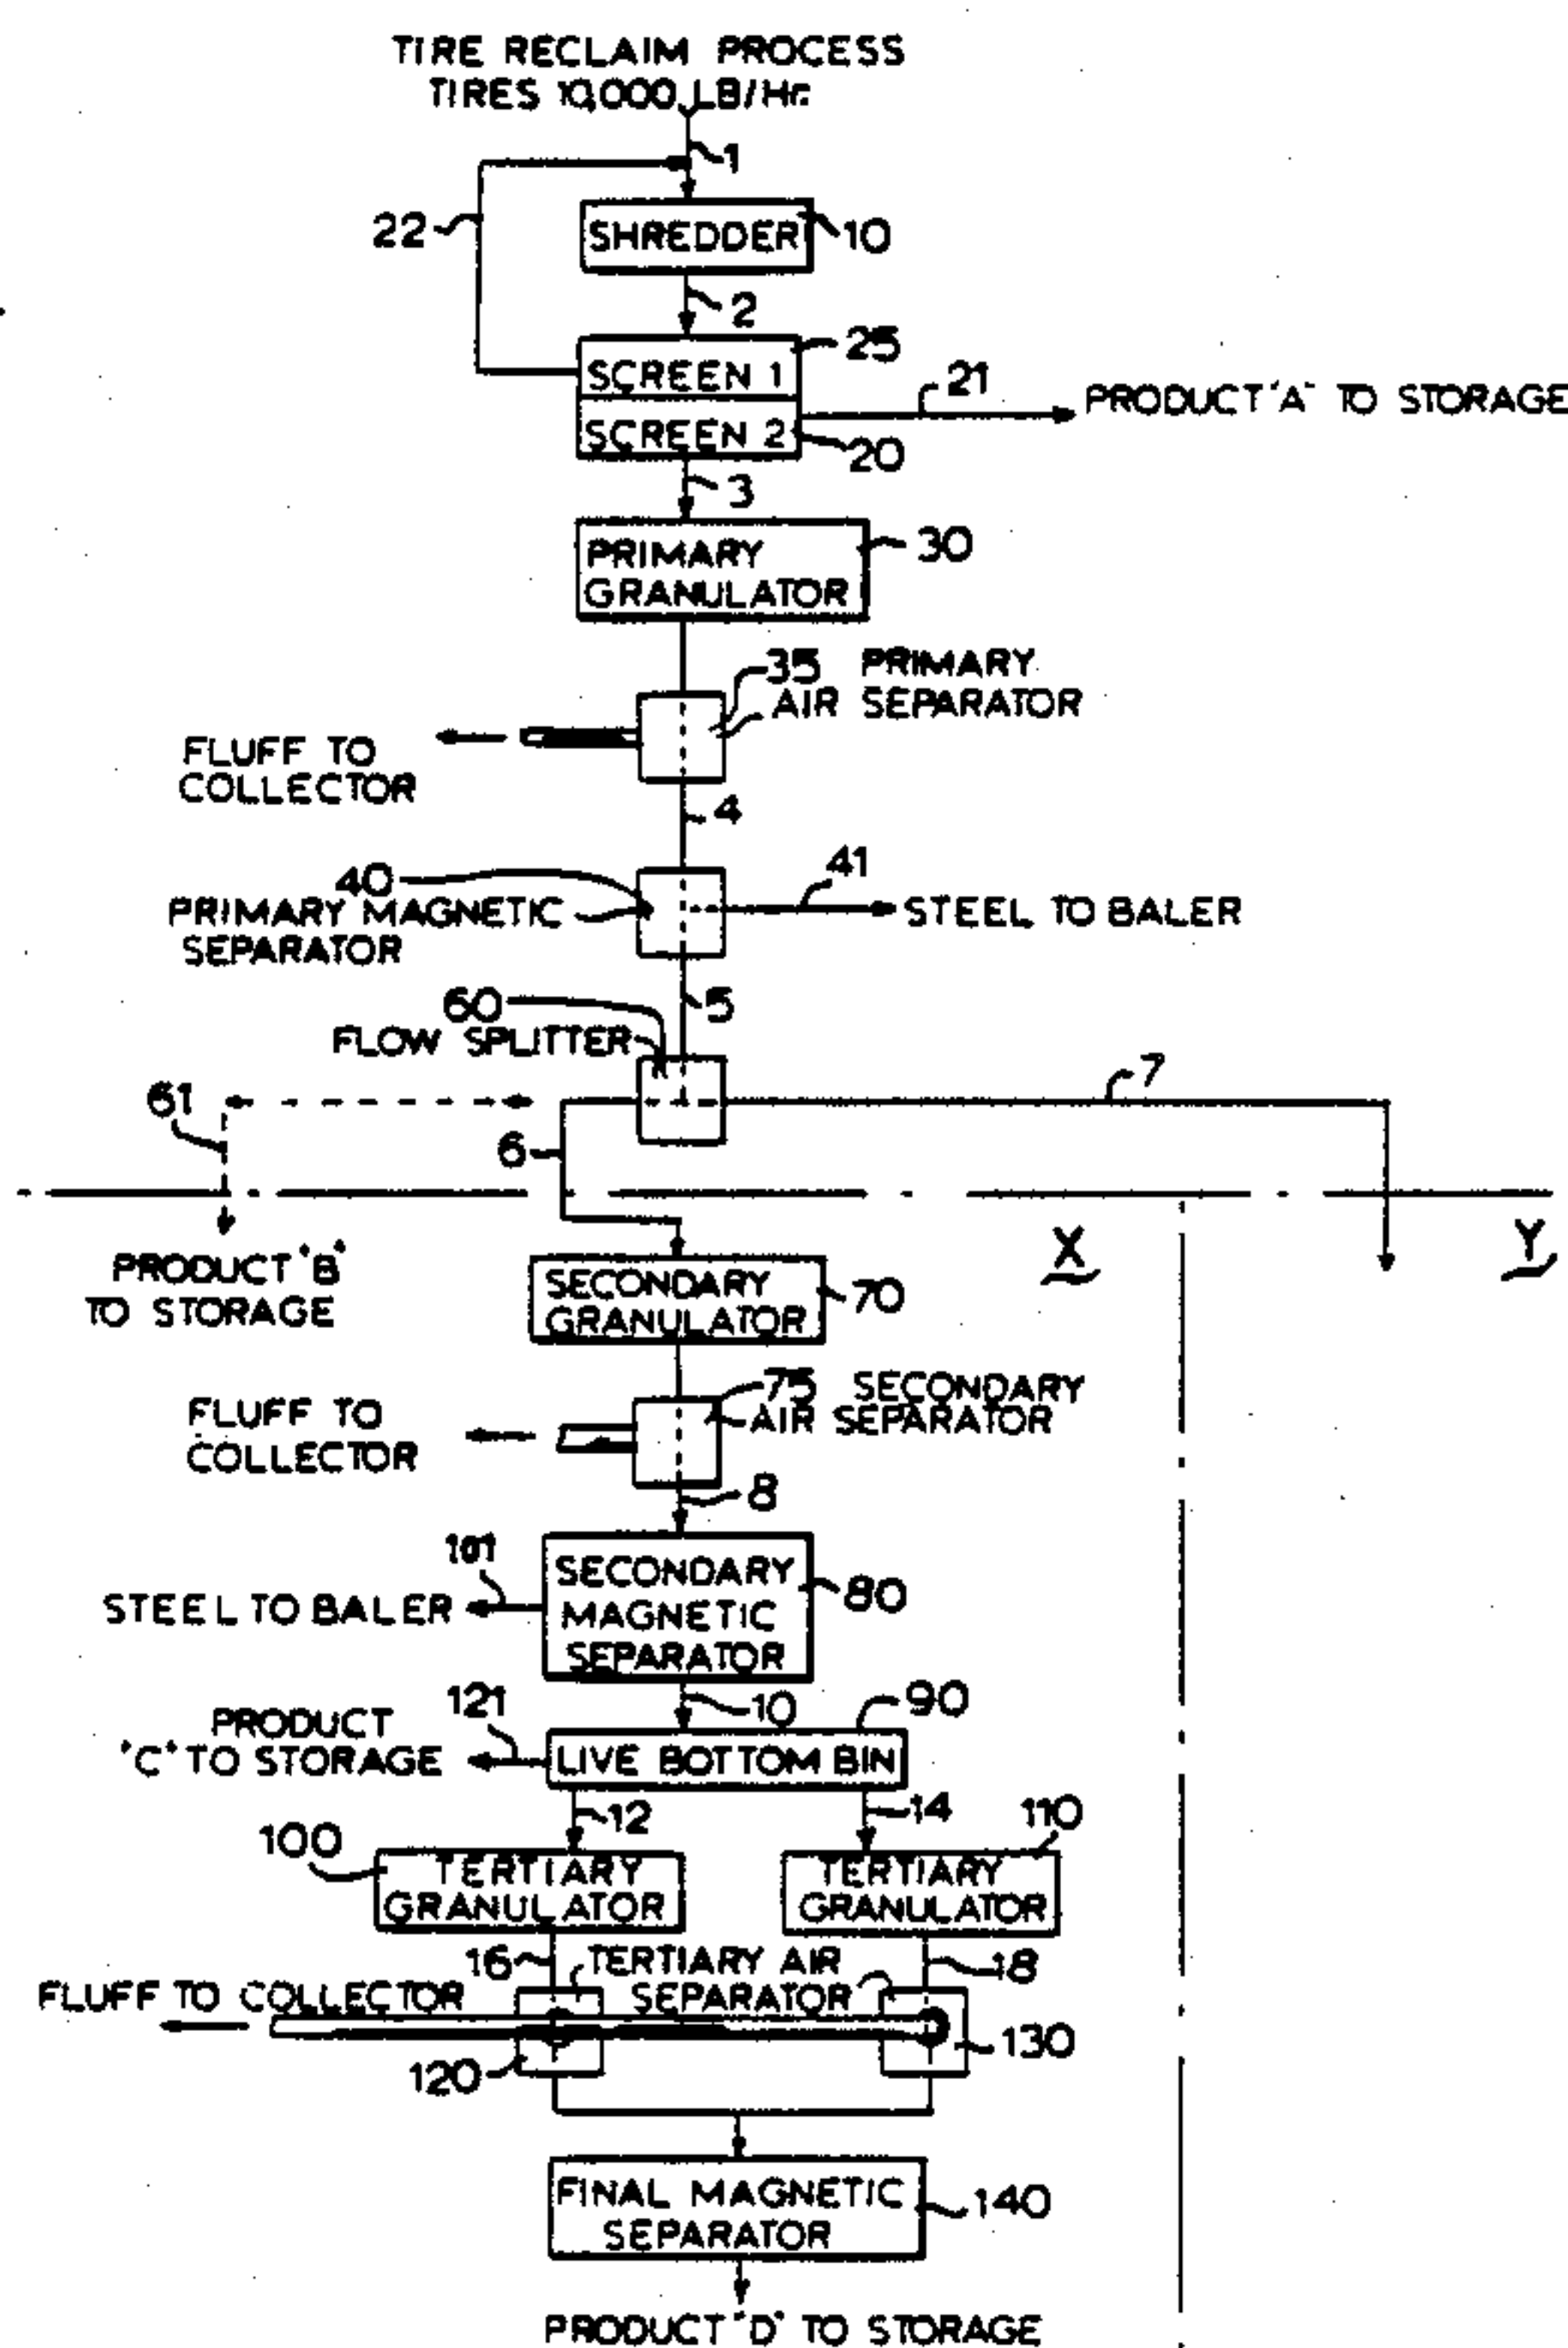 TIRE RECLAIM PROCESS
TIRES 10,000 LB/Hr.
1
22
SHREDDER
10
2
25
SCREEN 1
21
PRODUCT "A" TO STORAGE
SCREEN 2
20
3
PRIMARY
GRANULATOR
30
35 PRIMARY
AIR SEPARATOR
FLUFF TO
COLLECTOR
4
40
41
PRIMARY MAGNETIC
SEPARATOR
STEEL TO BALER
60
5
FLOW SPLITTER
61
7
6
X
Y
PRODUCT "B"
TO STORAGE
SECONDARY
GRANULATOR
70
75 SECONDARY
AIR SEPARATOR
FLUFF TO
COLLECTOR
8
101
STEEL TO BALER
SECONDARY
MAGNETIC
SEPARATOR
80
PRODUCT
"C" TO STORAGE
121
10
90
LIVE BOTTOM BIN
12
14
100
110
TERTIARY
GRANULATOR
TERTIARY
GRANULATOR
16
TERTIARY AIR
SEPARATOR
18
FLUFF TO COLLECTOR
120
130
FINAL MAGNETIC
SEPARATOR
140
PRODUCT "D" TO STORAGE